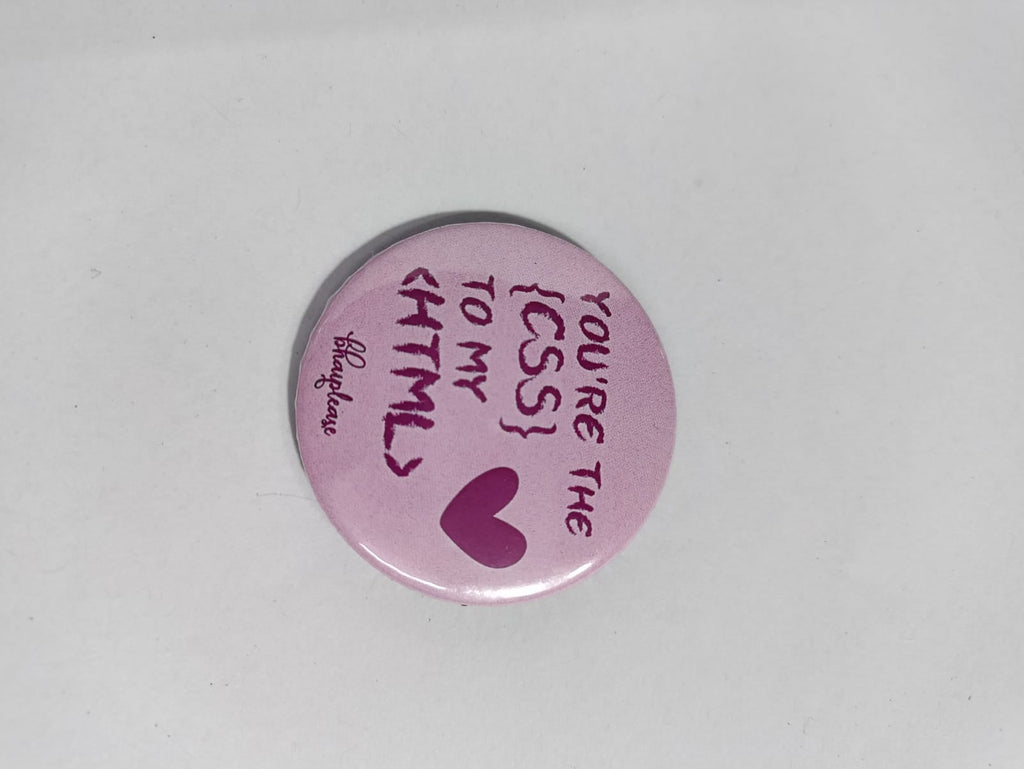 YOU'RE THE
{CSS}
TO MY
<HTML>